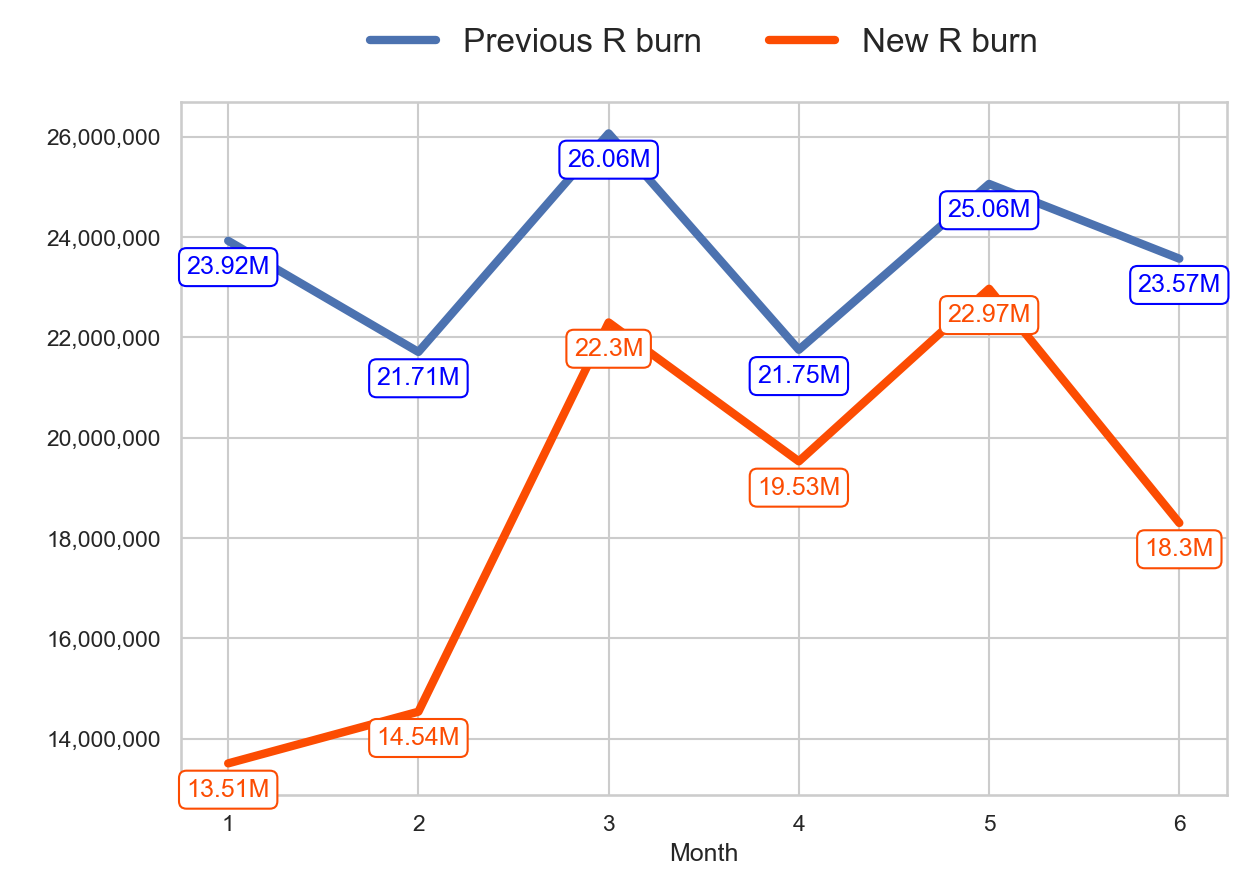 Previous R burn New R burn
26,000,000
26.06M
25.06M
24,000,000
23.92M
23.57M
22.97M
22,000,000
22.3M
21.71M
21.75M
20,000,000
19.53M
18,000,000
18.3M
16,000,000
14,000,000
14.54M
13.51M
1 2 3 4 5 6
Month